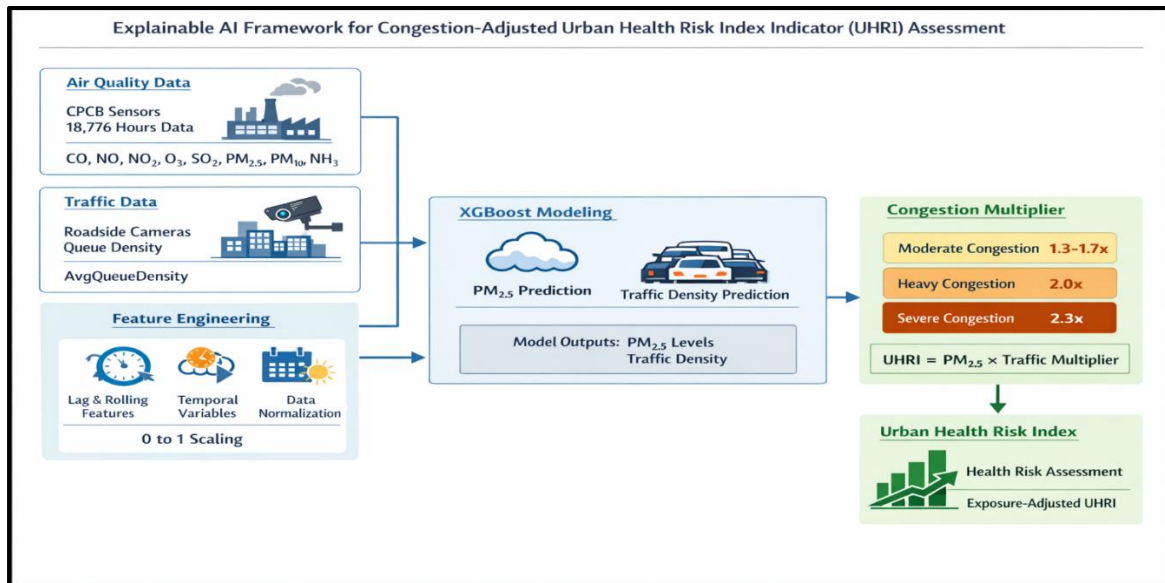 Explainable AI Framework for Congestion-Adjusted Urban Health Risk Index Indicator (UHRI) Assessment
Air Quality Data
CPCB Sensors
18,776 Hours Data
CO, NO, NO₂, O₃, SO₂, PM₂.₅, PM₁₀, NH₃
Traffic Data
Roadside Cameras
Queue Density
AvgQueueDensity
Feature Engineering
Lag & Rolling
Features
Temporal
Variables
Data
Normalization
0 to 1 Scaling
XGBoost Modeling
PM₂.₅ Prediction
Traffic Density Prediction
Model Outputs: PM₂.₅ Levels
Traffic Density
Congestion Multiplier
Moderate Congestion 1.3–1.7x
Heavy Congestion 2.0x
Severe Congestion 2.3x
UHRI = PM₂.₅ × Traffic Multiplier
Urban Health Risk Index
Health Risk Assessment
Exposure-Adjusted UHRI